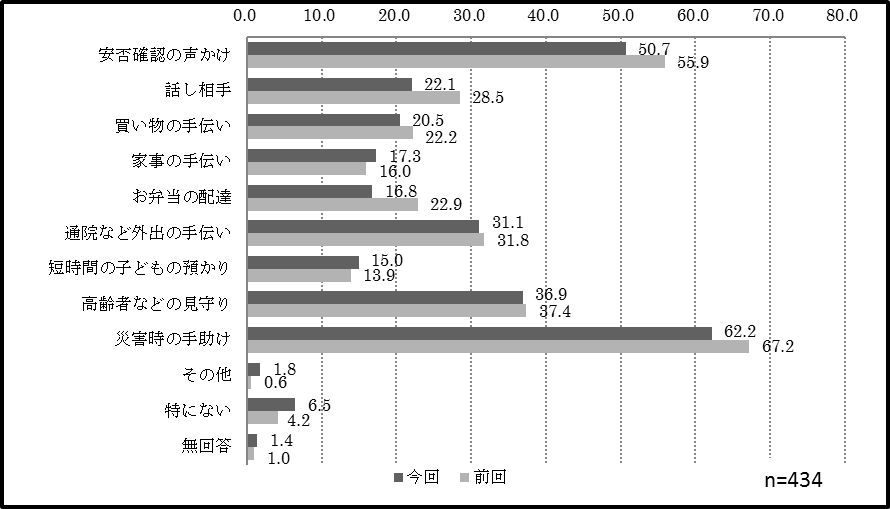 0.0 10.0 20.0 30.0 40.0 50.0 60.0 70.0 80.0
安否確認の声かけ 50.7
55.9
話し相手 22.1
28.5
買い物の手伝い 20.5
22.2
家事の手伝い 17.3
16.0
お弁当の配達 16.8
22.9
通院など外出の手伝い 31.1
31.8
短時間の子どもの預かり 15.0
13.9
高齢者などの見守り 36.9
37.4
災害時の手助け 62.2
67.2
その他 1.8
0.6
特にない 6.5
4.2
無回答 1.4
1.0
今回 前回
n=434